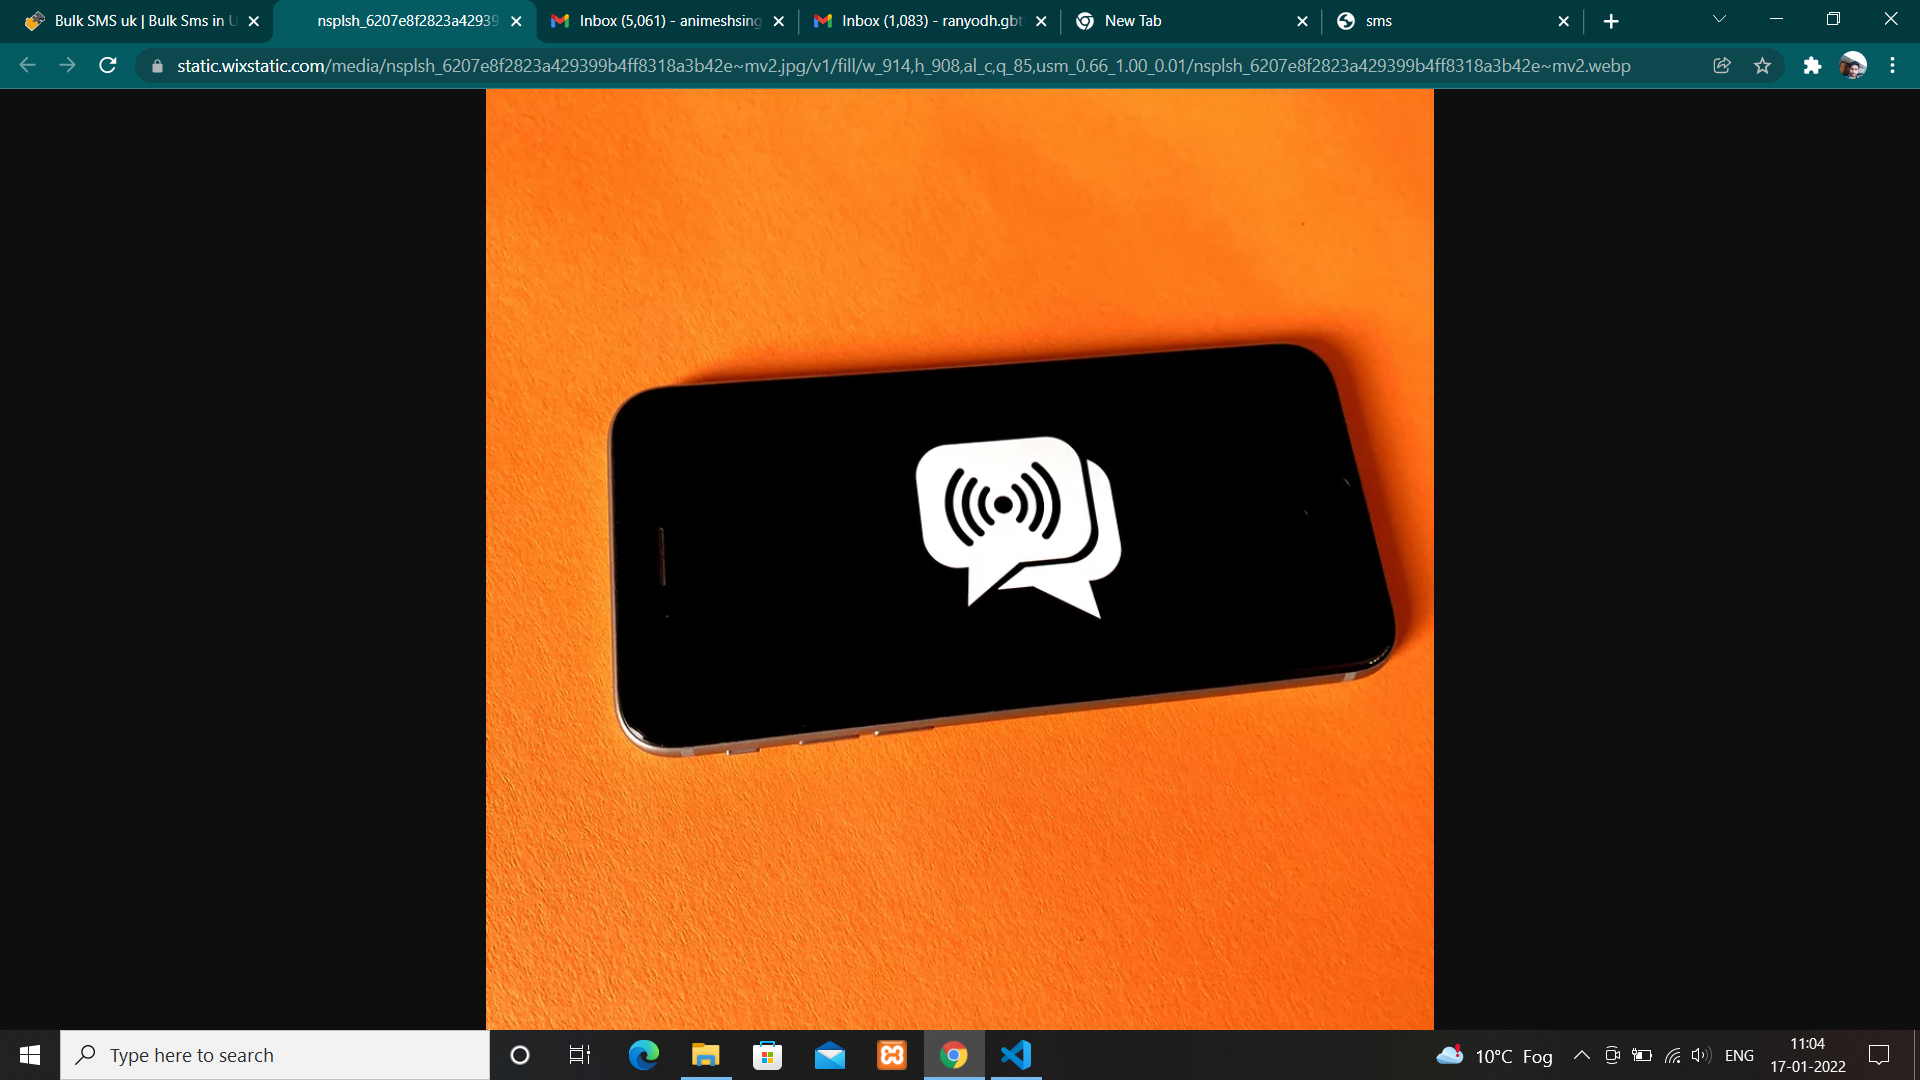 Bulk SMS uk | Bulk Sms in U
nsplsh_6207e8f2823a42939
Inbox (5,061) - animeshsing
Inbox (1,083) - ranyodh.gbt
New Tab
sms
static.wixstatic.com/media/nsplsh_6207e8f2823a429399b4ff8318a3b42e~mv2.jpg/v1/fill/w_914,h_908,al_c,q_85,usm_0.66_1.00_0.01/nsplsh_6207e8f2823a429399b4ff8318a3b42e~mv2.webp
Type here to search
10°C Fog
ENG
11:04
17-01-2022